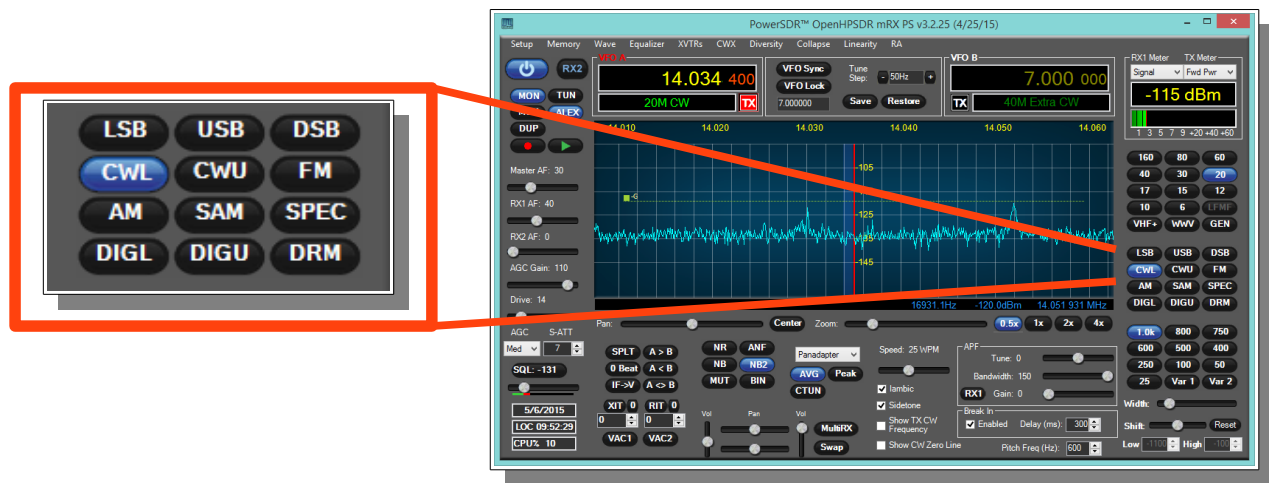 PowerSDR™ OpenHPSDR mRX PS v3.2.25 (4/25/15)
LSB USB DSB
CWL CWU FM
AM SAM SPEC
DIGL DIGU DRM
Setup Memory Wave Equalizer XVTRs CWX Diversity Collapse Linearity RA
RX2
MON TUN
ALEX
DUP
Master AF: 30
RX1 AF: 40
RX2 AF: 0
AGC Gain: 110
Drive: 14
AGC S-ATT
Med 7
SQL: -131
5/6/2015
LOC 09:52:29
CPU% 10
VFO A
14.034 400
20M CW TX
VFO Sync
VFO Lock
7.000000
Tune
Step: - 50Hz +
Save Restore
VFO B
7.000 000
TX 40M Extra CW
RX1 Meter TX Meter
Signal Fwd Pwr
-115 dBm
1 3 5 7 9 +20 +40 +60
14.010 14.020 14.030 14.040 14.050 14.060
-105
-G
-125
-135
-145
16931.1Hz -120.0dBm 14.051 931 MHz
Pan: Center Zoom: 0.5x 1x 2x 4x
SPLT A > B
0 Beat A < B
IF->V A <> B
XIT 0 RIT 0
0 0
VAC1 VAC2
NR ANF
NB NB2
MUT BIN
Panadapter
AVG Peak
CTUN
Vol Pan Vol
MultiRX
Swap
Speed: 25 WPM
Iambic
Sidetone
Show TX CW
Frequency
Show CW Zero Line
APF
Tune: 0
Bandwidth: 150
RX1 Gain: 0
Break In
Enabled Delay (ms): 300
Pitch Freq (Hz): 600
160 80 60
40 30 20
17 15 12
10 6 LFMF
VHF+ WWV GEN
LSB USB DSB
CWL CWU FM
AM SAM SPEC
DIGL DIGU DRM
1.0k 800 750
600 500 400
250 100 50
25 Var 1 Var 2
Width:
Shift: Reset
Low -1100 High -100